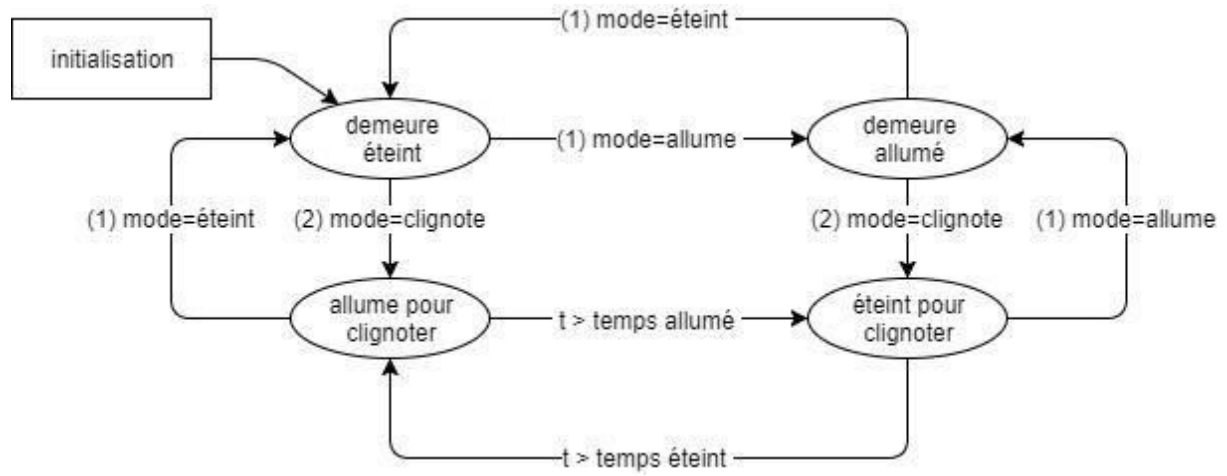 (1) mode=éteint
initialisation
demeure
éteint
(1) mode=allume
demeure
allumé
(1) mode=éteint
(2) mode=clignote
(2) mode=clignote
(1) mode=allume
allume pour
clignoter
t > temps allumé
éteint pour
clignoter
t > temps éteint